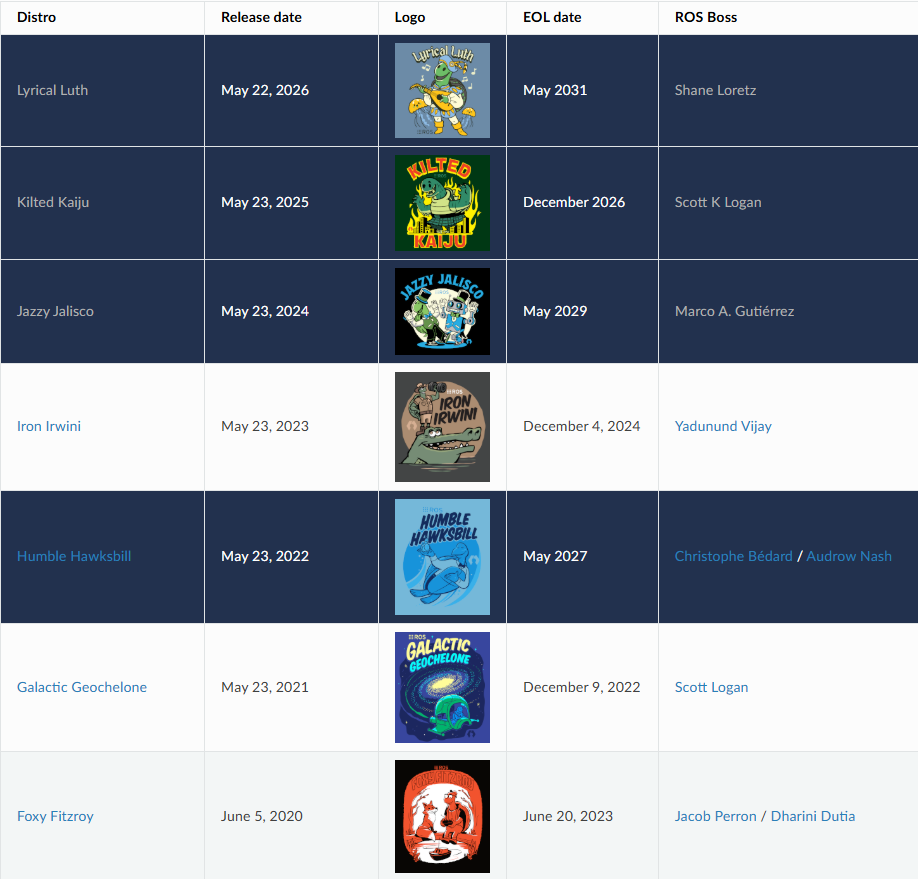 Distro Release date Logo EOL date ROS Boss
Lyrical Luth May 22, 2026 Lyrical Luth May 2031 Shane Loretz
Kilted Kaiju May 23, 2025 KILTED KAIJU December 2026 Scott K Logan
Jazzy Jalisco May 23, 2024 JAZZY JALISCO May 2029 Marco A. Gutiérrez
Iron Irwini May 23, 2023 ROS IRON IRWINI December 4, 2024 Yadunund Vijay
Humble Hawksbill May 23, 2022 HUMBLE HAWKSBILL May 2027 Christophe Bédard / Audrow Nash
Galactic Geochelone May 23, 2021 ROS GALACTIC GEOCHELONE December 9, 2022 Scott Logan
Foxy Fitzroy June 5, 2020 FOXY FITZROY June 20, 2023 Jacob Perron / Dharini Dutia